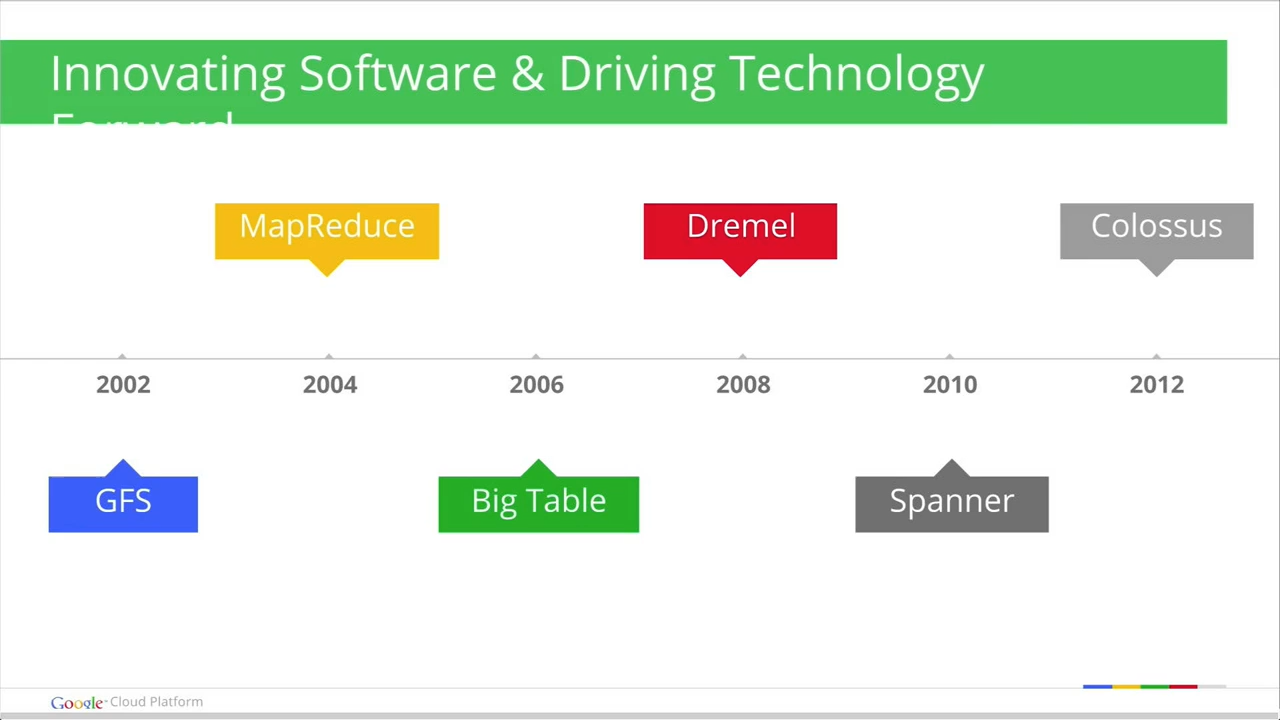 Innovating Software & Driving Technology
Forward
MapReduce
Dremel
Colossus
2002
2004
2006
2008
2010
2012
GFS
Big Table
Spanner
Google Cloud Platform